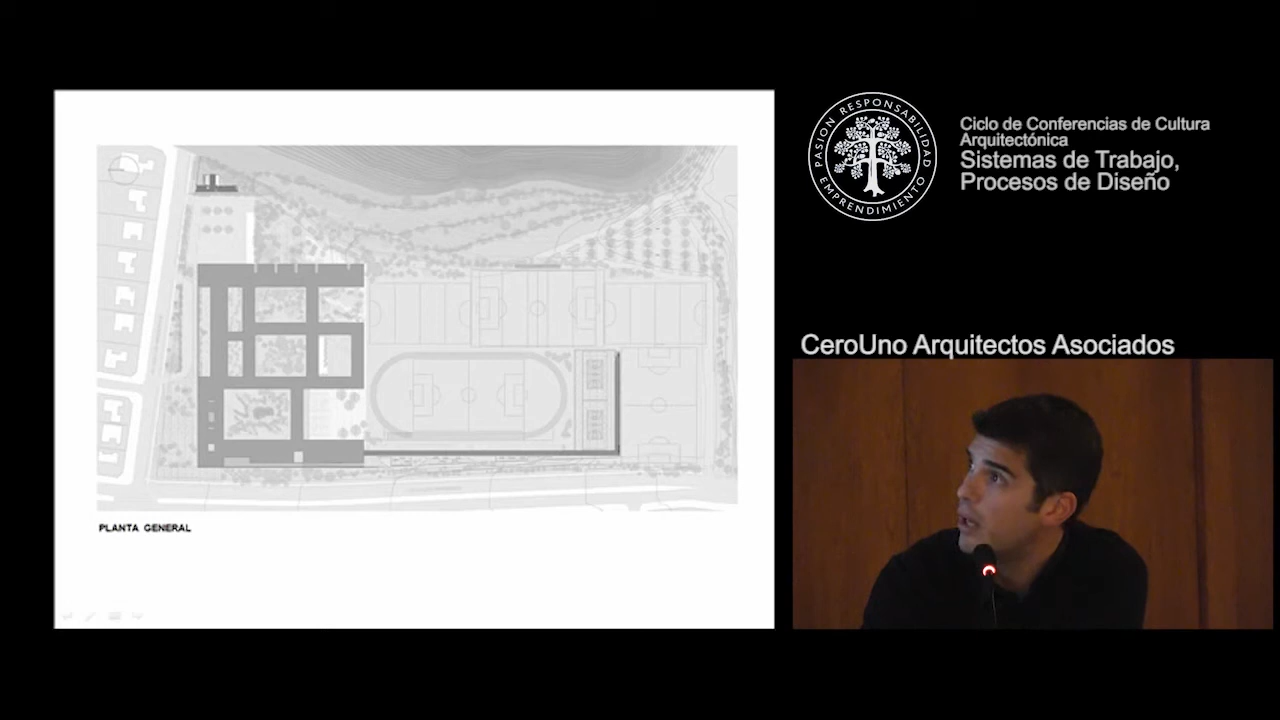 PASION RESPONSABILIDAD
EMPRENDIMIENTO
Ciclo de Conferencias de Cultura
Arquitectónica
Sistemas de Trabajo,
Procesos de Diseño
CeroUno Arquitectos Asociados
PLANTA GENERAL